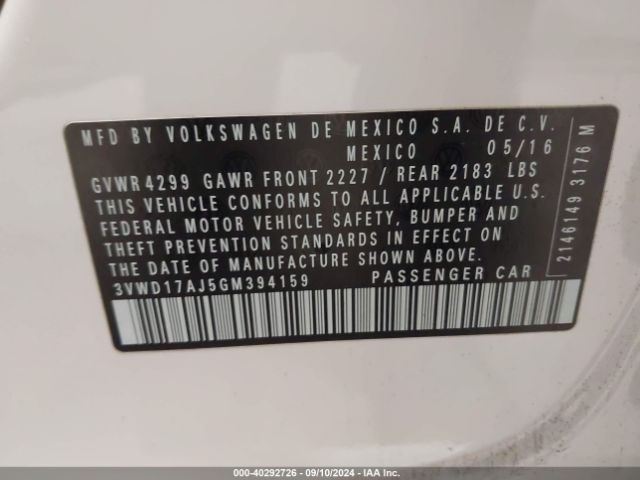 MFD BY VOLKSWAGEN DE MEXICO S.A. DE C.V.
MEXICO 05/16
GVWR 4299 GAWR FRONT 2227 / REAR 2183 LBS
THIS VEHICLE CONFORMS TO ALL APPLICABLE U.S.
FEDERAL MOTOR VEHICLE SAFETY, BUMPER AND
THEFT PREVENTION STANDARDS IN EFFECT ON
THE DATE OF MANUFACTURE SHOWN ABOVE.
3VWD17AJ5GM394159 PASSENGER CAR
2146149 3176 M
000-40292726 - 09/10/2024 - IAA Inc.